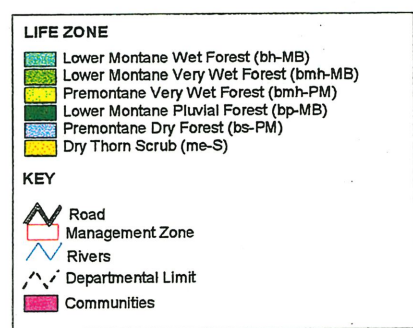 LIFE ZONE
Lower Montane Wet Forest (bh-MB)
Lower Montane Very Wet Forest (bmh-MB)
Premontane Very Wet Forest (bmh-PM)
Lower Montane Pluvial Forest (bp-MB)
Premontane Dry Forest (bs-PM)
Dry Thorn Scrub (me-S)
KEY
Road
Management Zone
Rivers
Departmental Limit
Communities